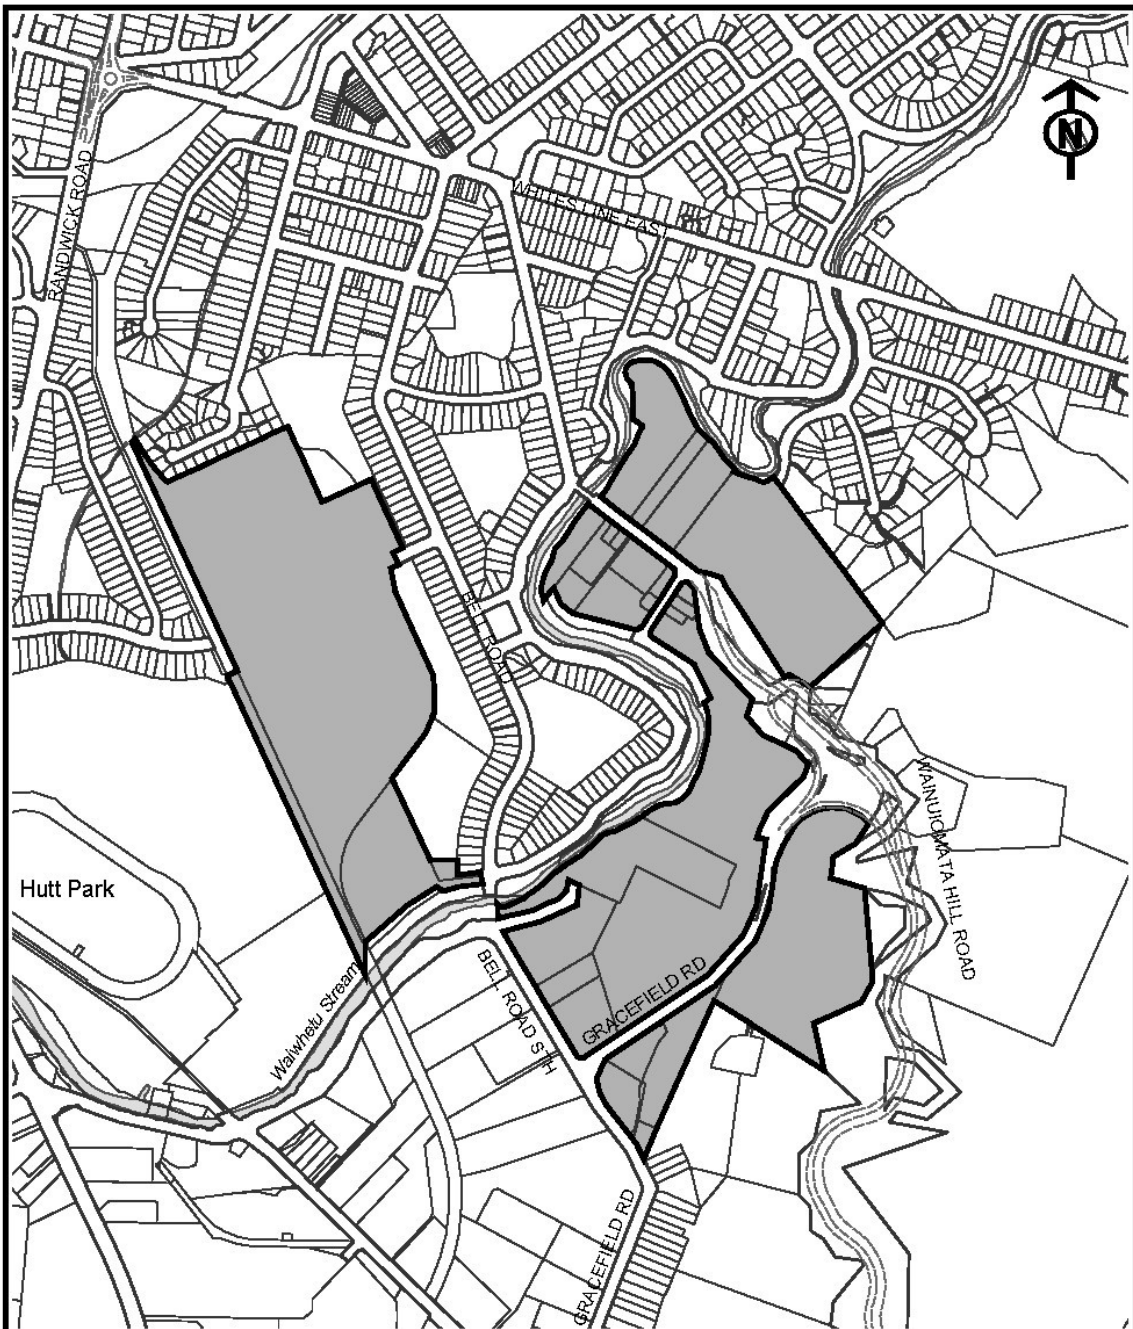 N
RANDWICK ROAD
WHITES LINE EAST
BELL ROAD
WAINUIOMATA HILL ROAD
Hutt Park
Waiwhetu Stream
BELL ROAD STH
GRACEFIELD RD
GRACEFIELD RD